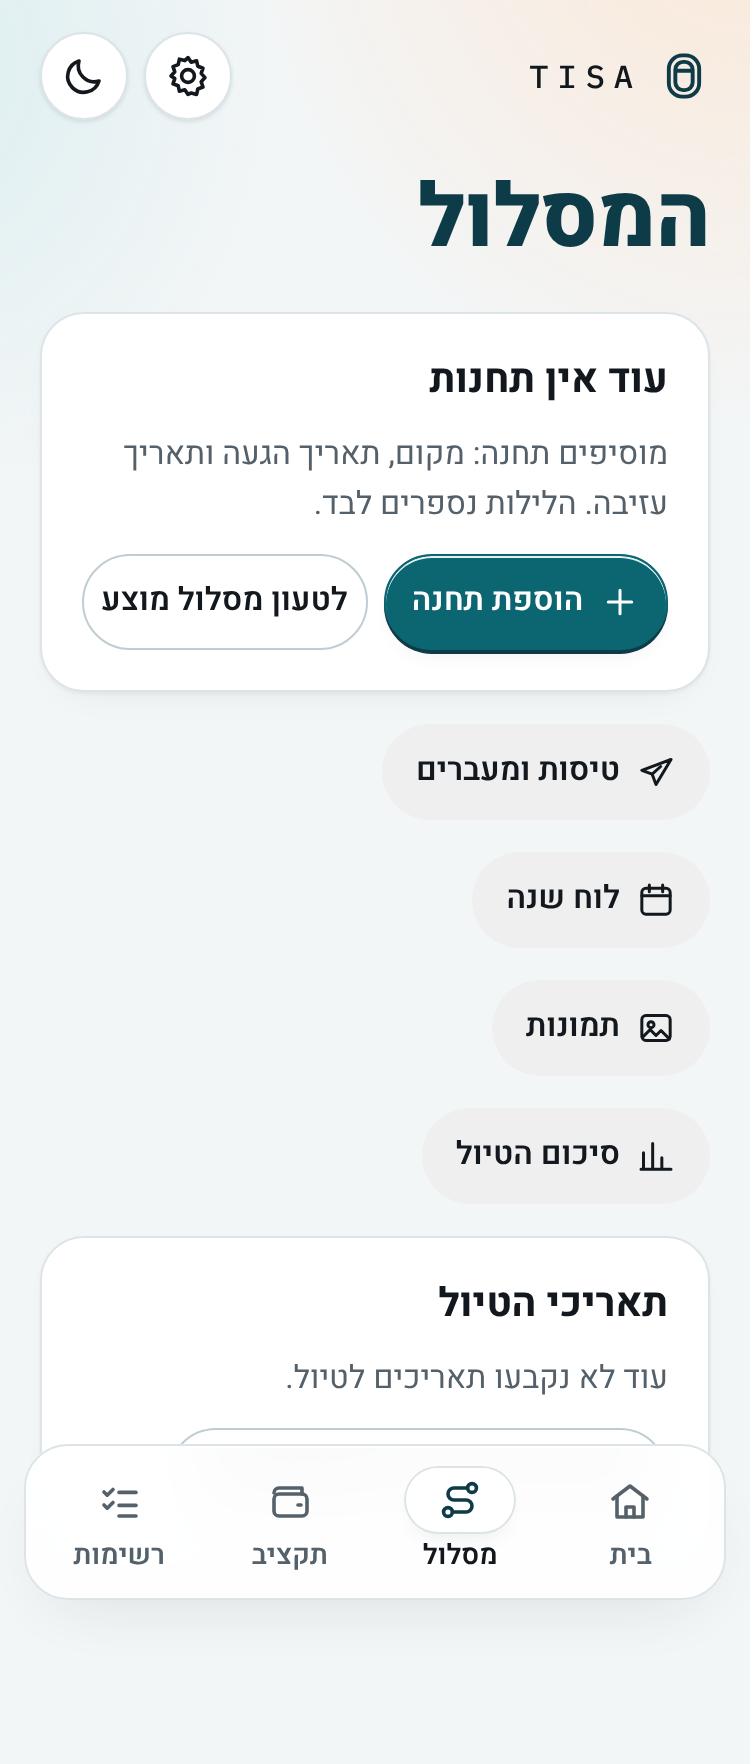 TISA
המסלול
עוד אין תחנות
מוסיפים תחנה: מקום, תאריך הגעה ותאריך
עזיבה. הלילות נספרים לבד.
הוספת תחנה
לטעון מסלול מוצע
טיסות ומעברים
לוח שנה
תמונות
סיכום הטיול
תאריכי הטיול
עוד לא נקבעו תאריכים לטיול.
בית
מסלול
תקציב
רשימות